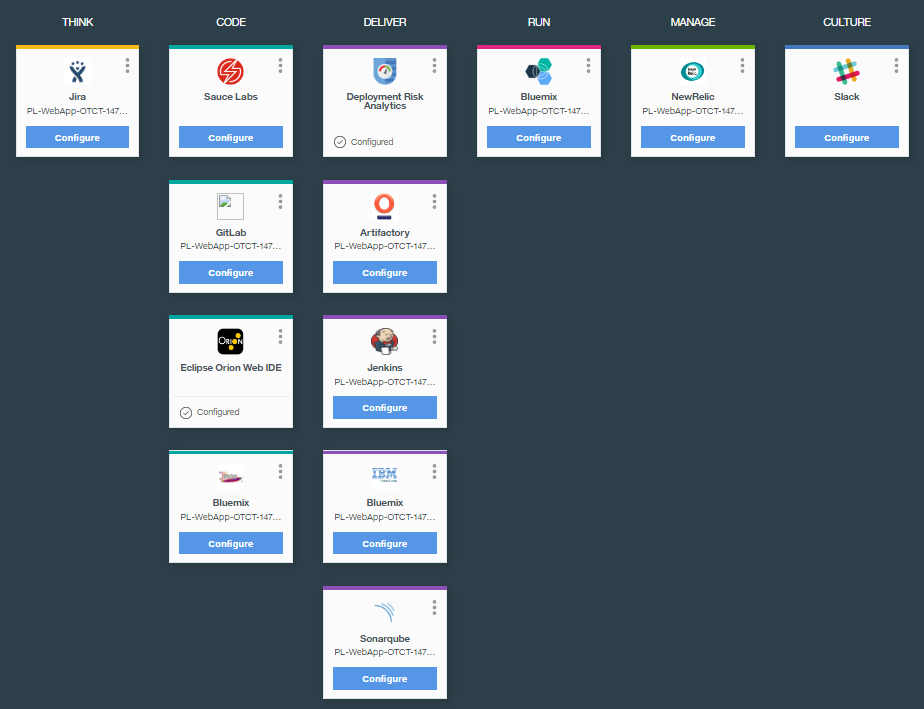 THINK CODE DELIVER RUN MANAGE CULTURE
Jira
PL-WebApp-OTCT-147...
Configure
Sauce Labs
Configure
Deployment Risk
Analytics
Configured
Bluemix
PL-WebApp-OTCT-147...
Configure
New
Relic
NewRelic
PL-WebApp-OTCT-147...
Configure
Slack
Configure
GitLab
PL-WebApp-OTCT-147...
Configure
Artifactory
PL-WebApp-OTCT-147...
Configure
ORION
Eclipse Orion Web IDE
Configured
Jenkins
PL-WebApp-OTCT-147...
Configure
Bluemix
PL-WebApp-OTCT-147...
Configure
IBM
Bluemix
PL-WebApp-OTCT-147...
Configure
Sonarqube
PL-WebApp-OTCT-147...
Configure